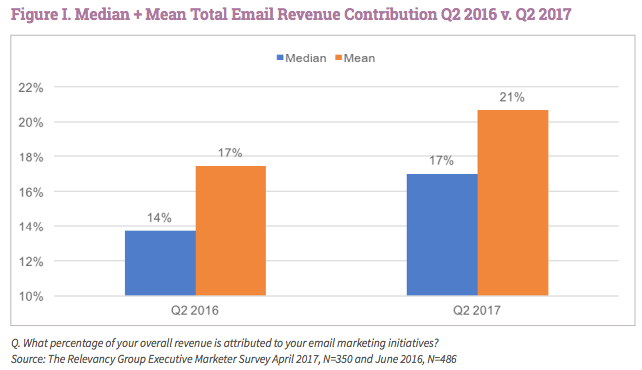 Figure I. Median + Mean Total Email Revenue Contribution Q2 2016 v. Q2 2017
Median Mean
22%
20%
18%
16%
14%
12%
10%
14%
17%
17%
21%
Q2 2016
Q2 2017
Q. What percentage of your overall revenue is attributed to your email marketing initiatives?
Source: The Relevancy Group Executive Marketer Survey April 2017, N=350 and June 2016, N=486